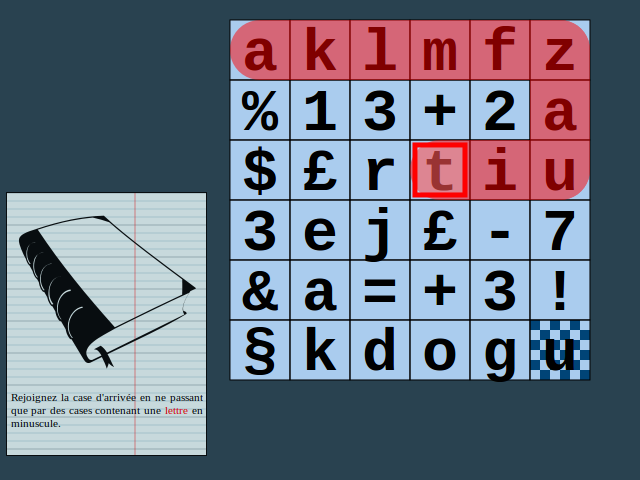 a k l m f z
% 1 3 + 2 a
$ £ r t i u
3 e j £ - 7
& a = + 3 !
§ k d o g u
Rejoignez la case d'arrivée en ne passant
que par des cases contenant une lettre en
minuscule.